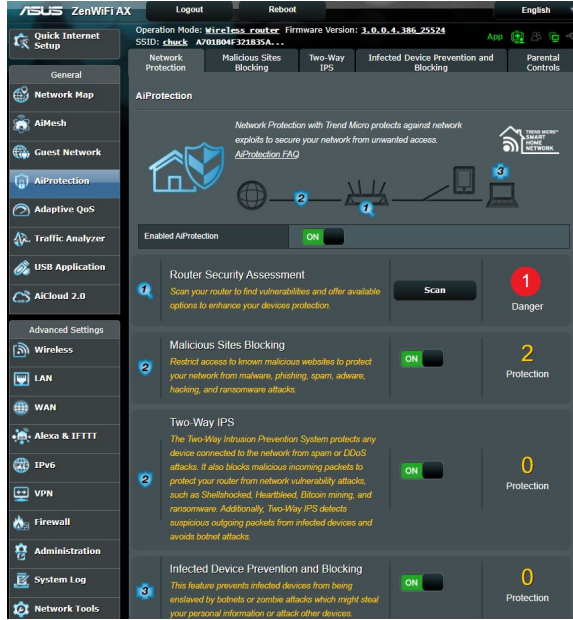 ASUS ZenWiFi AX
Logout
Reboot
English
Operation Mode: Wireless router Firmware Version: 3.0.0.4.386_25524
SSID: chuck A701B04F321B35A...
App
Quick Internet
Setup
General
Network Map
AiMesh
Guest Network
AiProtection
Adaptive QoS
Traffic Analyzer
USB Application
AiCloud 2.0
Advanced Settings
Wireless
LAN
WAN
Alexa & IFTTT
IPv6
VPN
Firewall
Administration
System Log
Network Tools
Network
Protection
Malicious Sites
Blocking
Two-Way
IPS
Infected Device Prevention and
Blocking
Parental
Controls
AiProtection
Network Protection with Trend Micro protects against network
exploits to secure your network from unwanted access.
AiProtection FAQ
TREND MICRO™
SMART
HOME
NETWORK
3
2
1
Enabled AiProtection
ON
1
Router Security Assessment
Scan your router to find vulnerabilities and offer available
options to enhance your devices protection.
Scan
1
Danger
2
Malicious Sites Blocking
Restrict access to known malicious websites to protect
your network from malware, phishing, spam, adware,
hacking, and ransomware attacks.
ON
2
Protection
2
Two-Way IPS
The Two-Way Intrusion Prevention System protects any
device connected to the network from spam or DDoS
attacks. It also blocks malicious incoming packets to
protect your router from network vulnerability attacks,
such as Shellshocked, Heartbleed, Bitcoin mining, and
ransomware. Additionally, Two-Way IPS detects
suspicious outgoing packets from infected devices and
avoids botnet attacks.
ON
0
Protection
3
Infected Device Prevention and Blocking
This feature prevents infected devices from being
enslaved by botnets or zombie attacks which might steal
your personal information or attack other devices.
ON
0
Protection